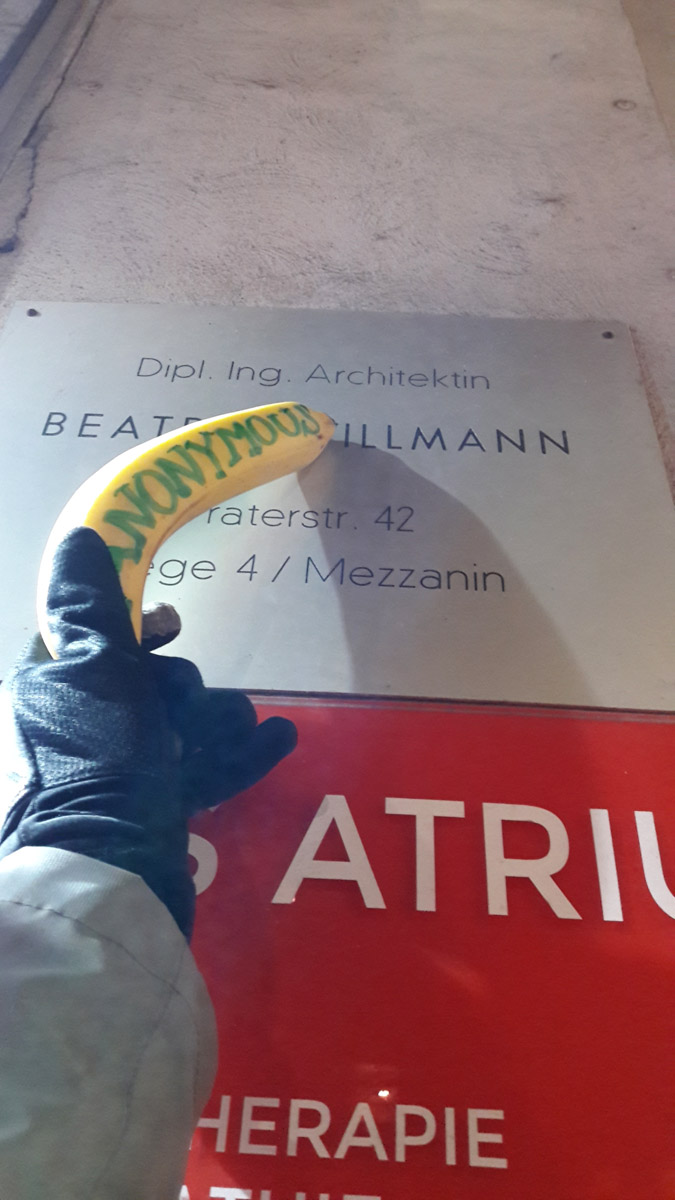 Dipl. Ing. Architektin
BEAT
ILLMANN
ANONYMOUS
raterstr. 42
ege 4 / Mezzanin
S ATRIU
HERAPIE